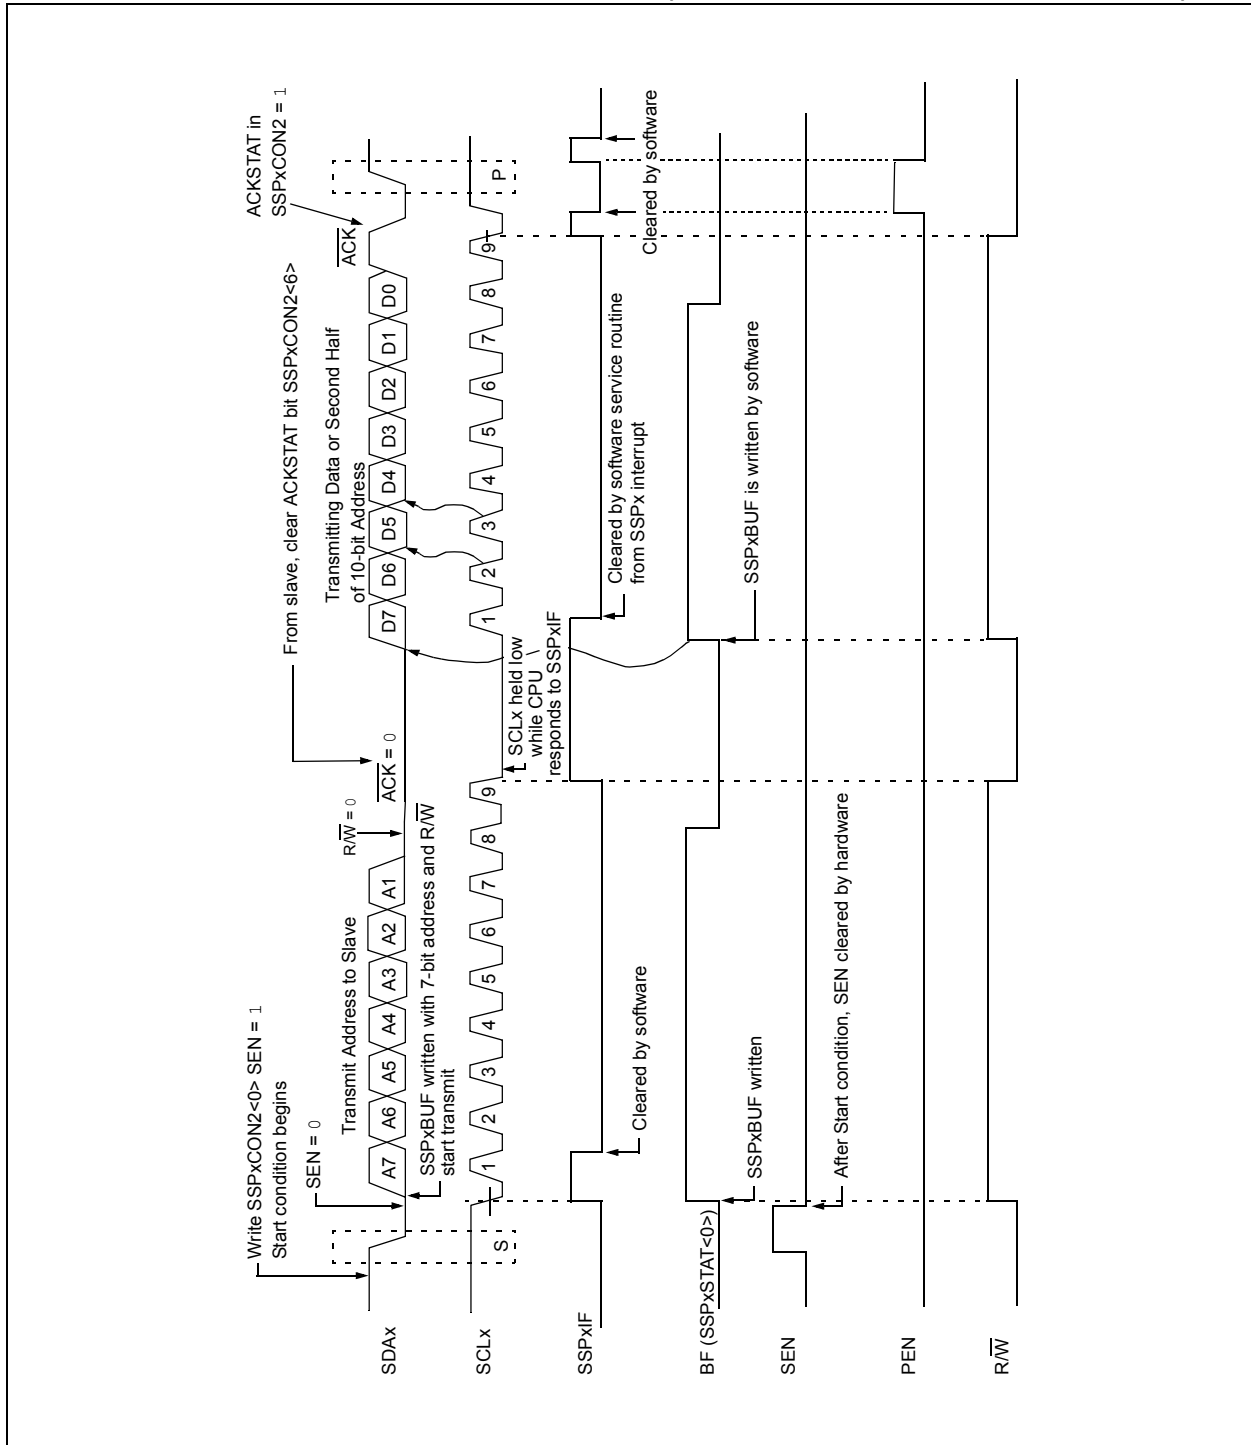 Write SSPxCON2<0> SEN = 1
Start condition begins
SEN = 0
From slave, clear ACKSTAT bit SSPxCON2<6>
ACKSTAT in
SSPxCON2 = 1
Transmit Address to Slave
R/W = 0
ACK = 0
Transmitting Data or Second Half
of 10-bit Address
ACK
SDAx
A7 A6 A5 A4 A3 A2 A1
D7 D6 D5 D4 D3 D2 D1 D0
SSPxBUF written with 7-bit address and R/W
start transmit
SCLx
S
1 2 3 4 5 6 7 8 9
1 2 3 4 5 6 7 8 9
P
SCLx held low
while CPU
responds to SSPxIF
SSPxIF
Cleared by software
Cleared by software service routine
from SSPx interrupt
Cleared by software
Cleared by software
BF (SSPxSTAT<0>)
SSPxBUF written
SSPxBUF is written by software
SEN
After Start condition, SEN cleared by hardware
PEN
R/W